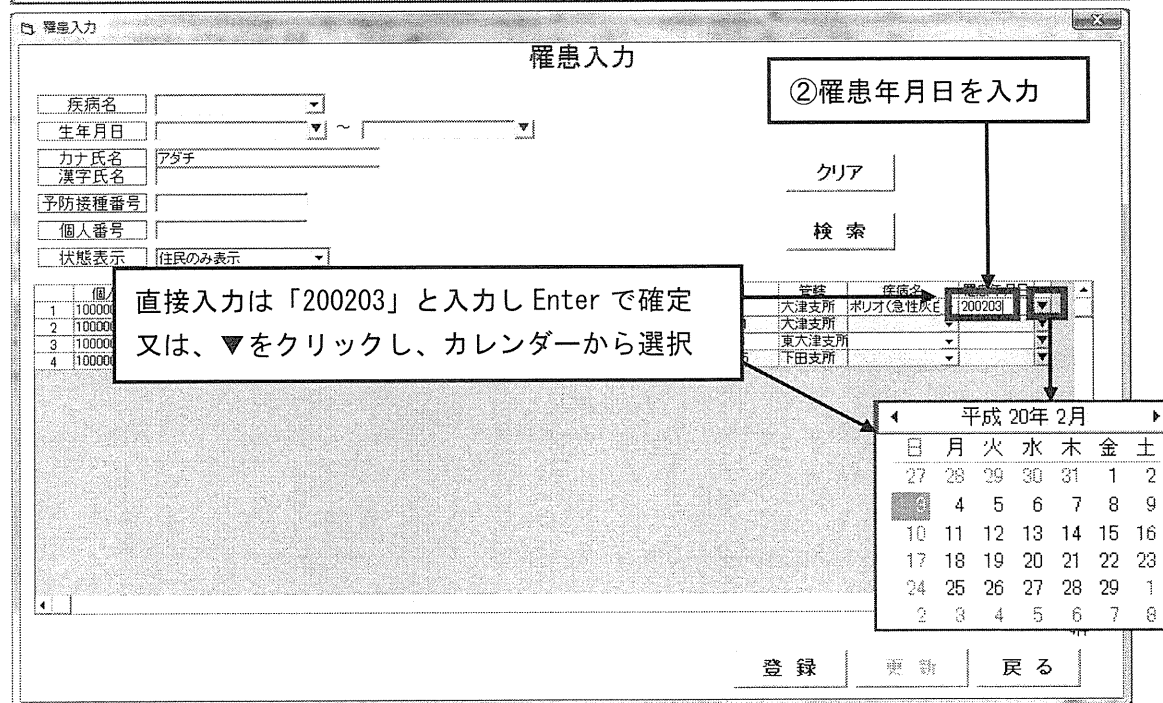 罹患入力
罹患入力
②罹患年月日を入力
疾病名
生年月日 ～
カナ氏名 アダチ
漢字氏名
予防接種番号
個人番号
状態表示 住民のみ表示
クリア
検索
直接入力は「200203」と入力し Enter で確定
又は、▼をクリックし、カレンダーから選択
管轄 疾病名
1 大津支所 ポリオ(急性灰白 200203
2 大津支所
3 東大津支所
4 下田支所
平成 20年 2月
日 月 火 水 木 金 土
27 28 29 30 31 1 2
3 4 5 6 7 8 9
10 11 12 13 14 15 16
17 18 19 20 21 22 23
24 25 26 27 28 29 1
2 3 4 5 6 7 8
登録 更新 戻る